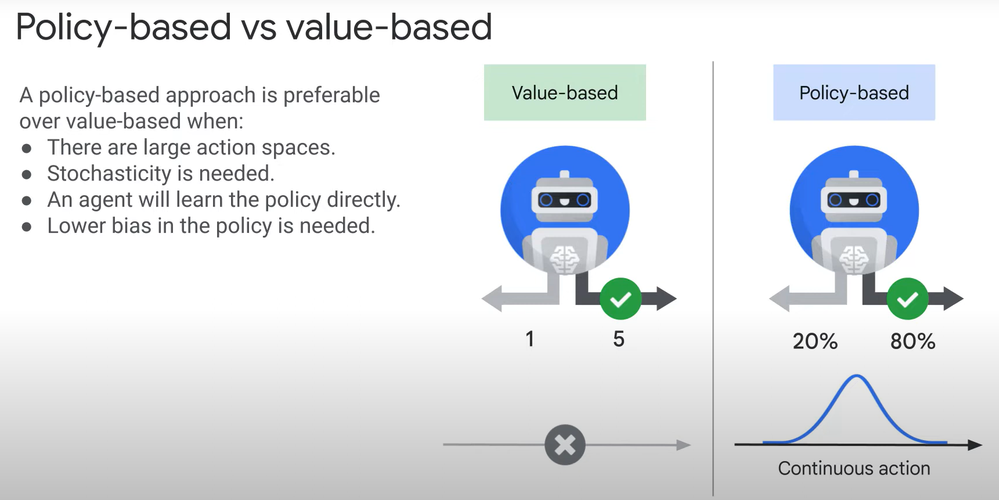 Policy-based vs value-based
A policy-based approach is preferable
over value-based when:
● There are large action spaces.
● Stochasticity is needed.
● An agent will learn the policy directly.
● Lower bias in the policy is needed.
Value-based
1 5
Policy-based
20% 80%
Continuous action